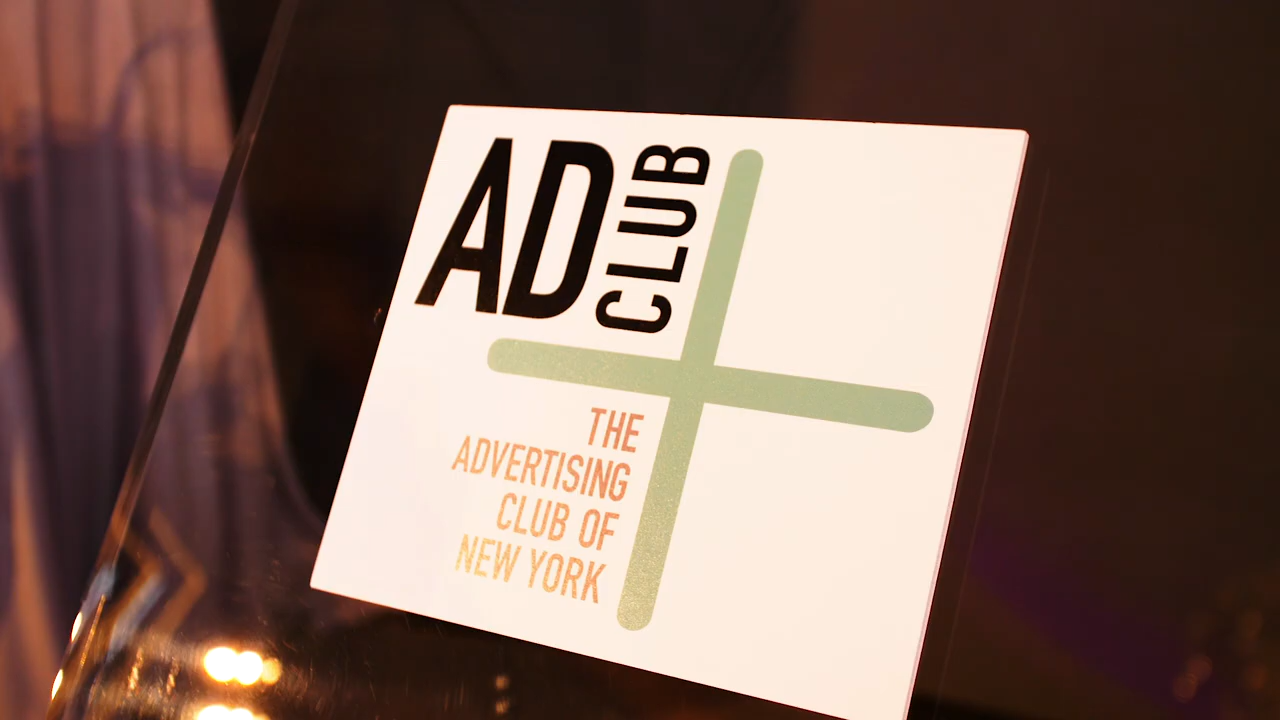 AD CLUB
THE
ADVERTISING
CLUB OF
NEW YORK